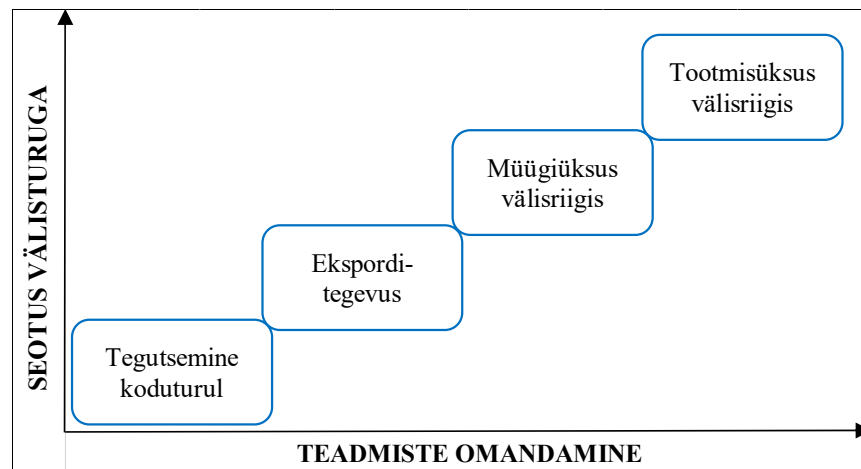 Tootmisüksus
välisriigis
Müügiüksus
välisriigis
Ekspordi-
tegevus
Tegutsemine
koduturul
SEOTUS VÄLISTURUGA
TEADMISTE OMANDAMINE